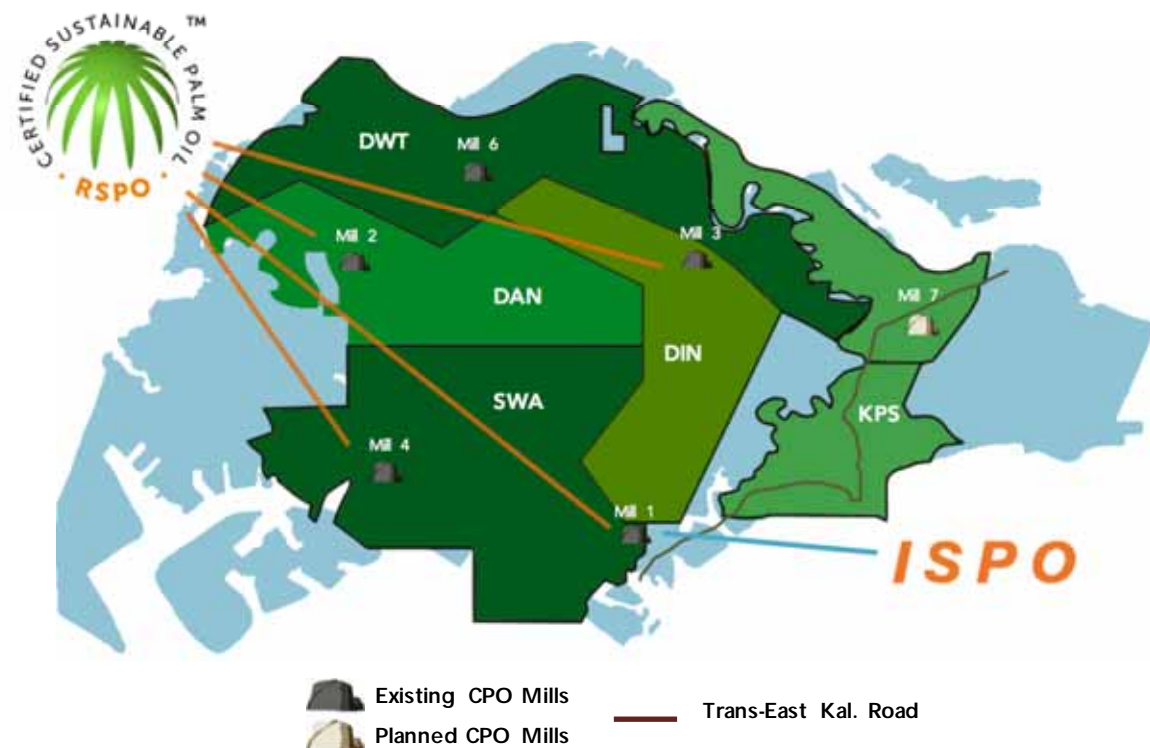 CERTIFIED SUSTAINABLE PALM OIL
™
· RSPO ·
DWT
Mill 6
Mill 2
Mill 3
DAN
Mill 7
DIN
SWA
KPS
Mill 4
Mill 1
ISPO
Existing CPO Mills
Trans-East Kal. Road
Planned CPO Mills